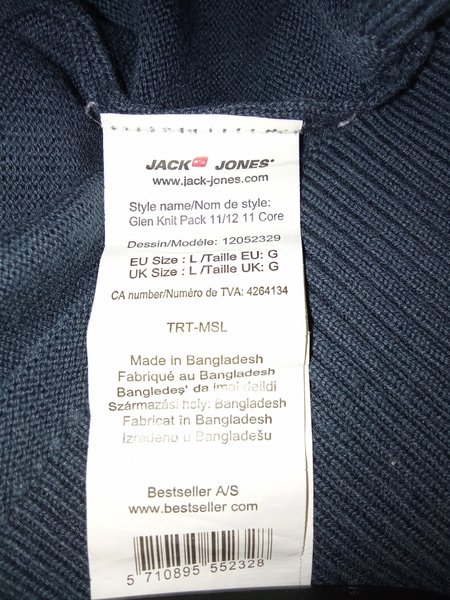 JACK JONES
www.jack-jones.com
Style name/Nom de style:
Glen Knit Pack 11/12 11 Core
Dessin/Modéle: 12052329
EU Size : L /Taille EU: G
UK Size : L /Taille UK: G
CA number/Numéro de TVA: 4264134
TRT-MSL
Made in Bangladesh
Fabriqué au Bangladesh
Bangledeş' da imal deildi
Származási hely: Bangladesh
Fabricat în Bangladesh
Izrađeno u Bangladešu
Bestseller A/S
www.bestseller.com
5 710895 552328